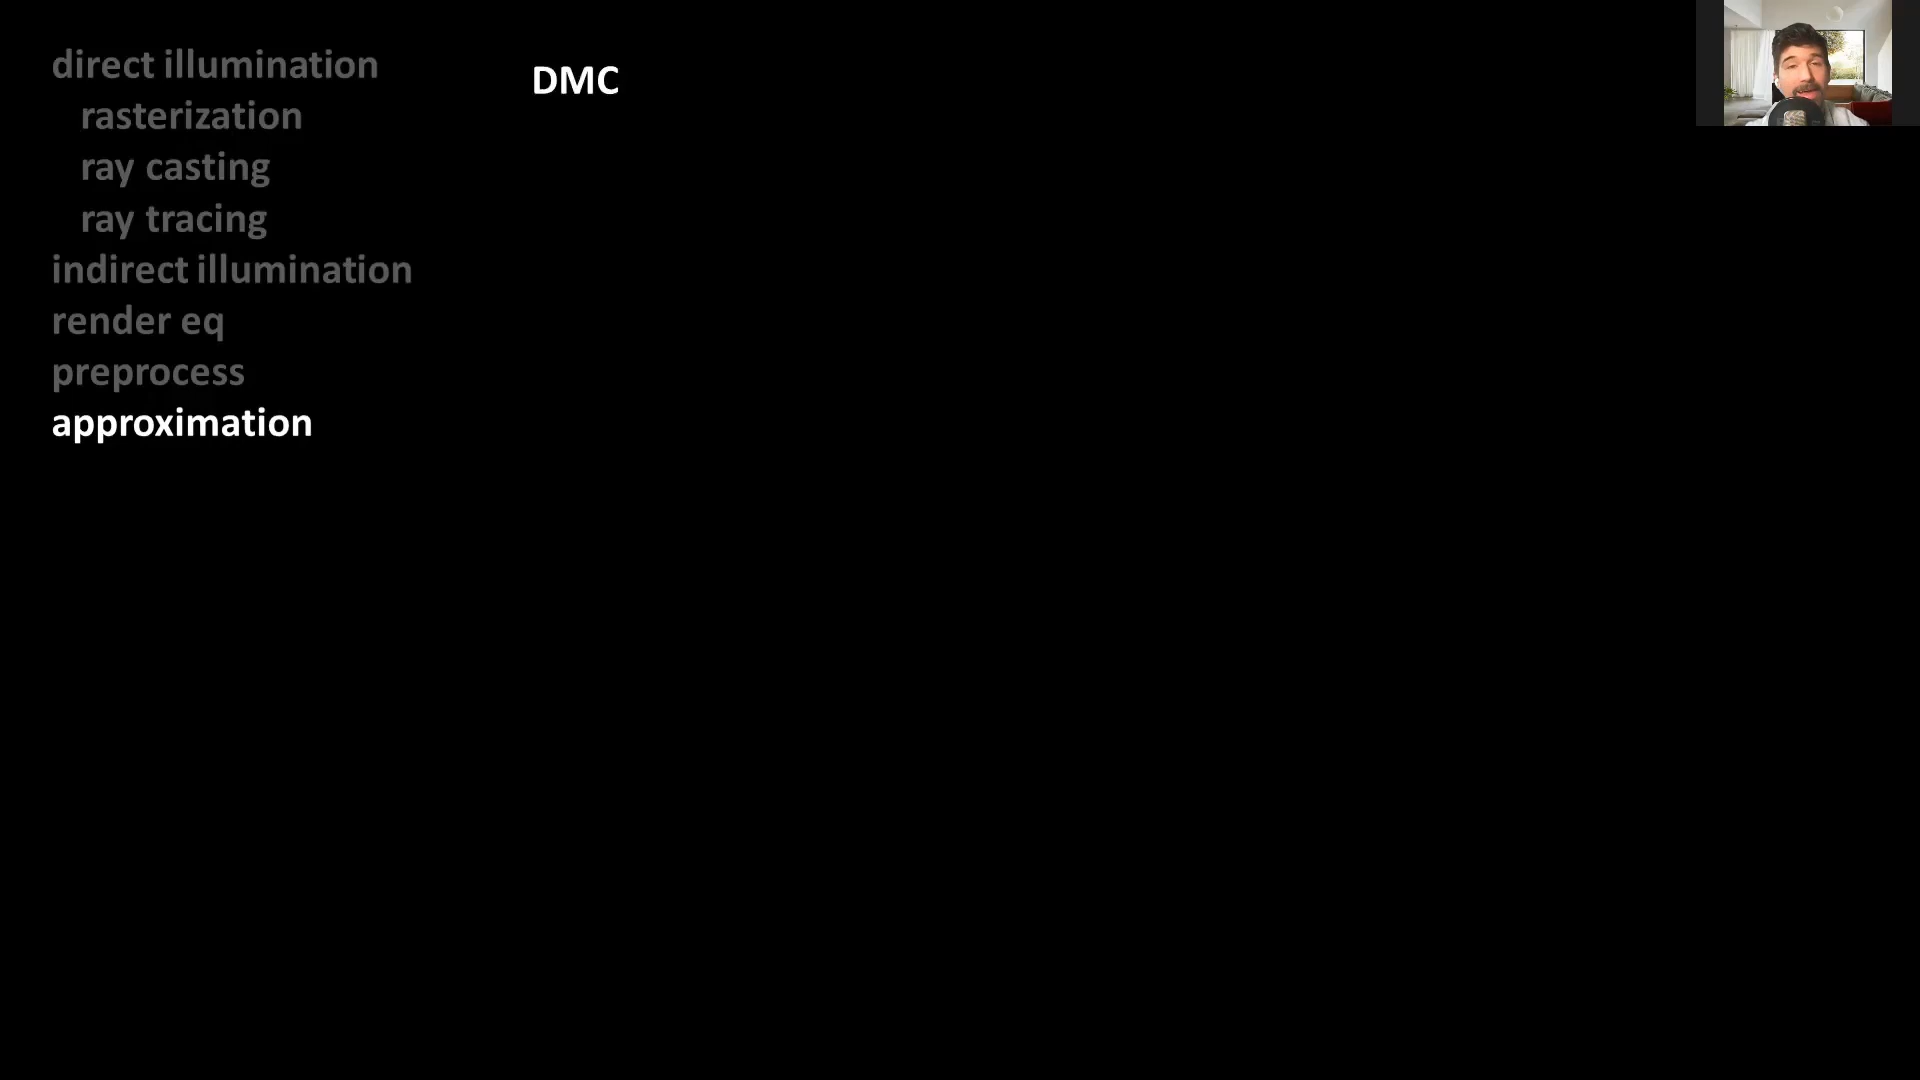 direct illumination
rasterization
ray casting
ray tracing
indirect illumination
render eq
preprocess
approximation
DMC